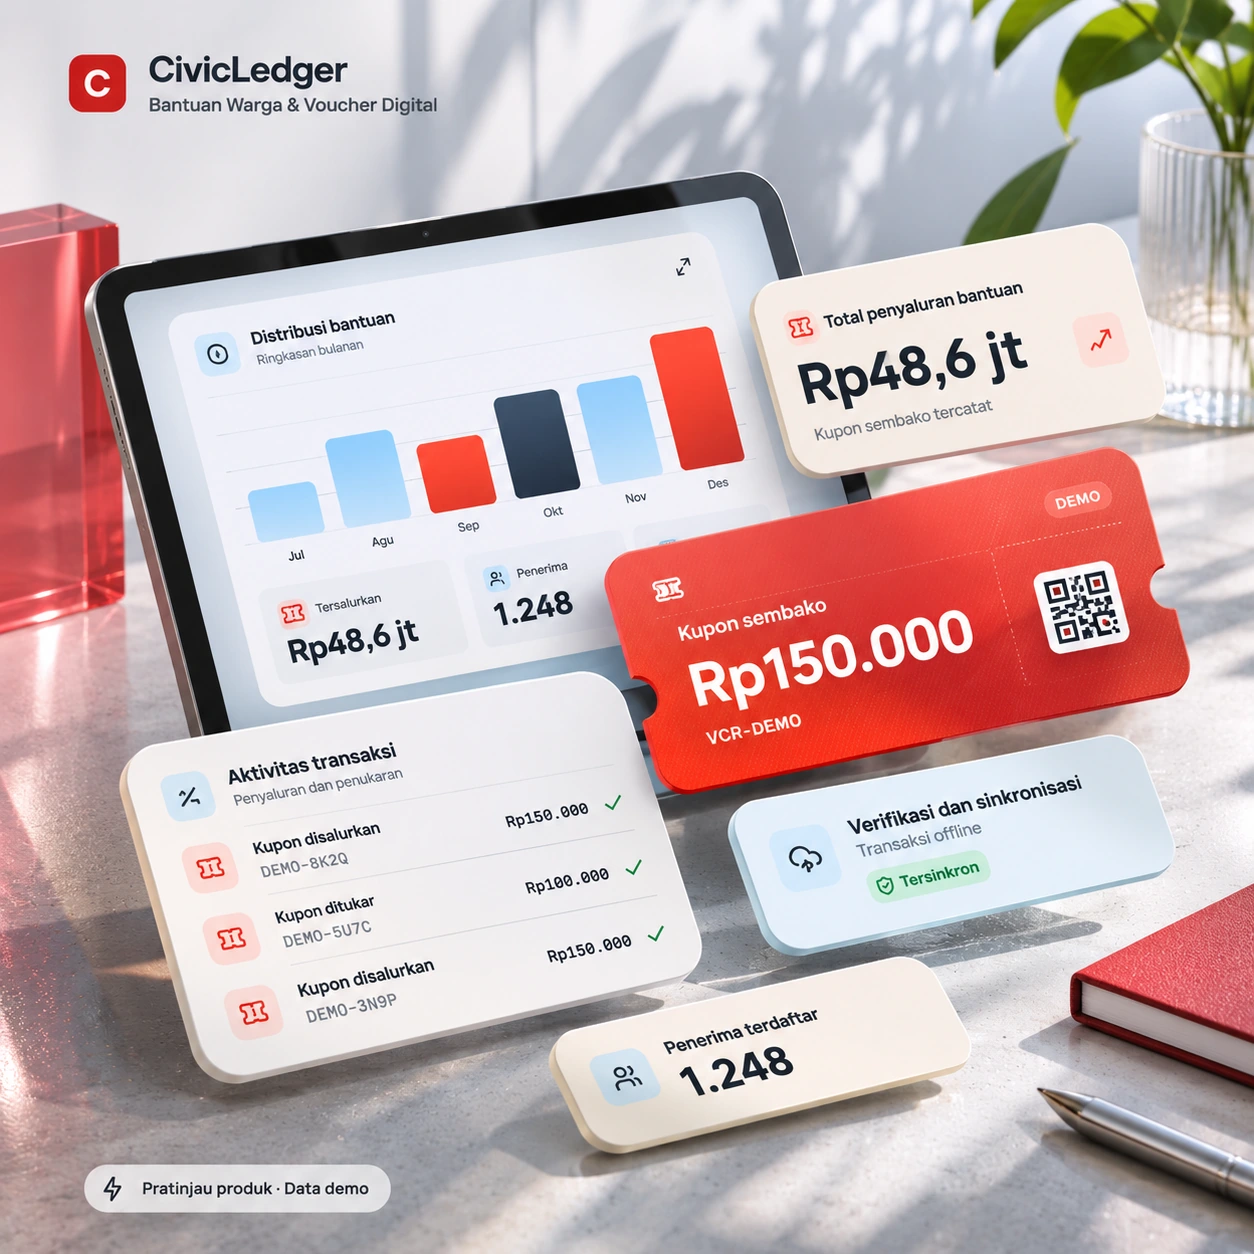 C
CivicLedger
Bantuan Warga & Voucher Digital
Distribusi bantuan
Ringkasan bulanan
Jul
Agu
Sep
Okt
Nov
Des
Tersalurkan
Rp48,6 jt
Penerima
1.248
Total penyaluran bantuan
Rp48,6 jt
Kupon sembako tercatat
DEMO
Kupon sembako
Rp150.000
VCR-DEMO
Aktivitas transaksi
Penyaluran dan penukaran
Kupon disalurkan
DEMO-8K2Q
Rp150.000
Kupon ditukar
DEMO-5U7C
Rp100.000
Kupon disalurkan
DEMO-3N9P
Rp150.000
Verifikasi dan sinkronisasi
Transaksi offline
Tersinkron
Penerima terdaftar
1.248
Pratinjau produk · Data demo